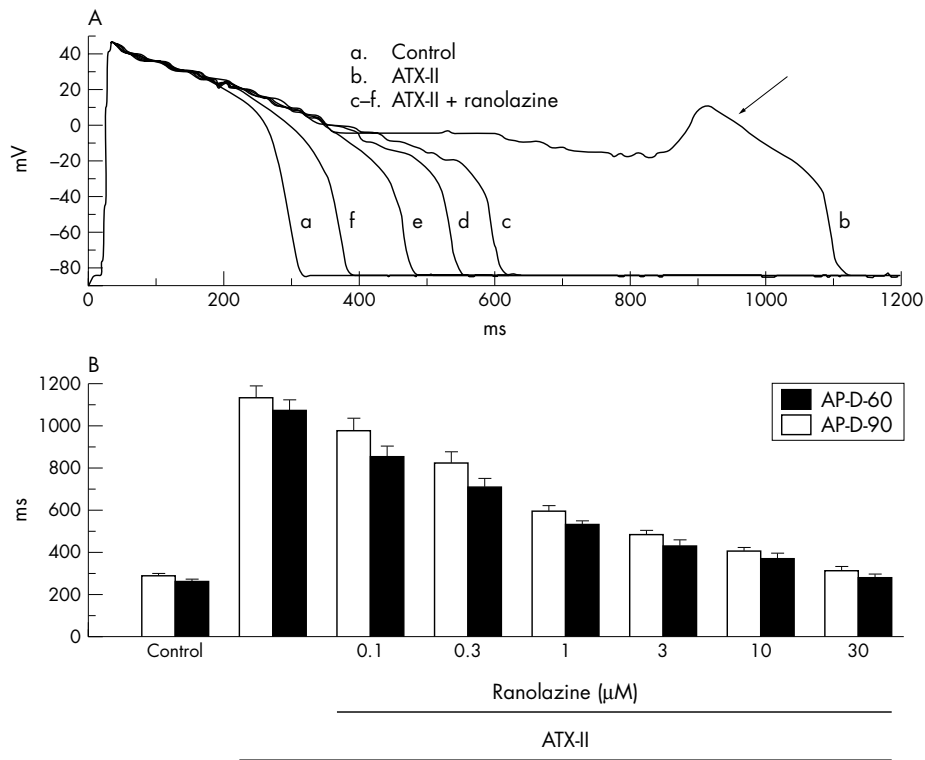 A
40
20
0
–20
–40
–60
–80
mV
a. Control
b. ATX-II
c–f. ATX-II + ranolazine
a
f
e
d
c
b
0
200
400
600
800
1000
1200
ms
B
1200
1000
800
600
400
200
0
ms
AP-D-60
AP-D-90
Control
0.1
0.3
1
3
10
30
Ranolazine (μM)
ATX-II